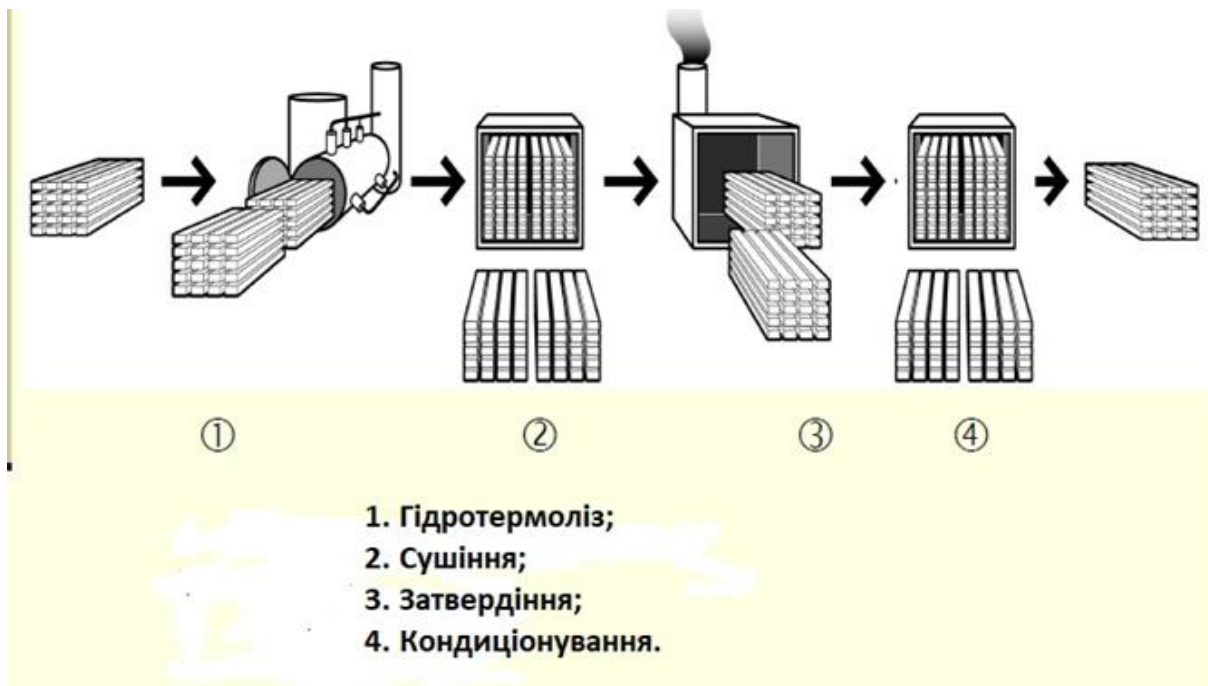 ① ② ③ ④
1. Гідротермоліз;
2. Сушіння;
3. Затвердіння;
4. Кондиціонування.